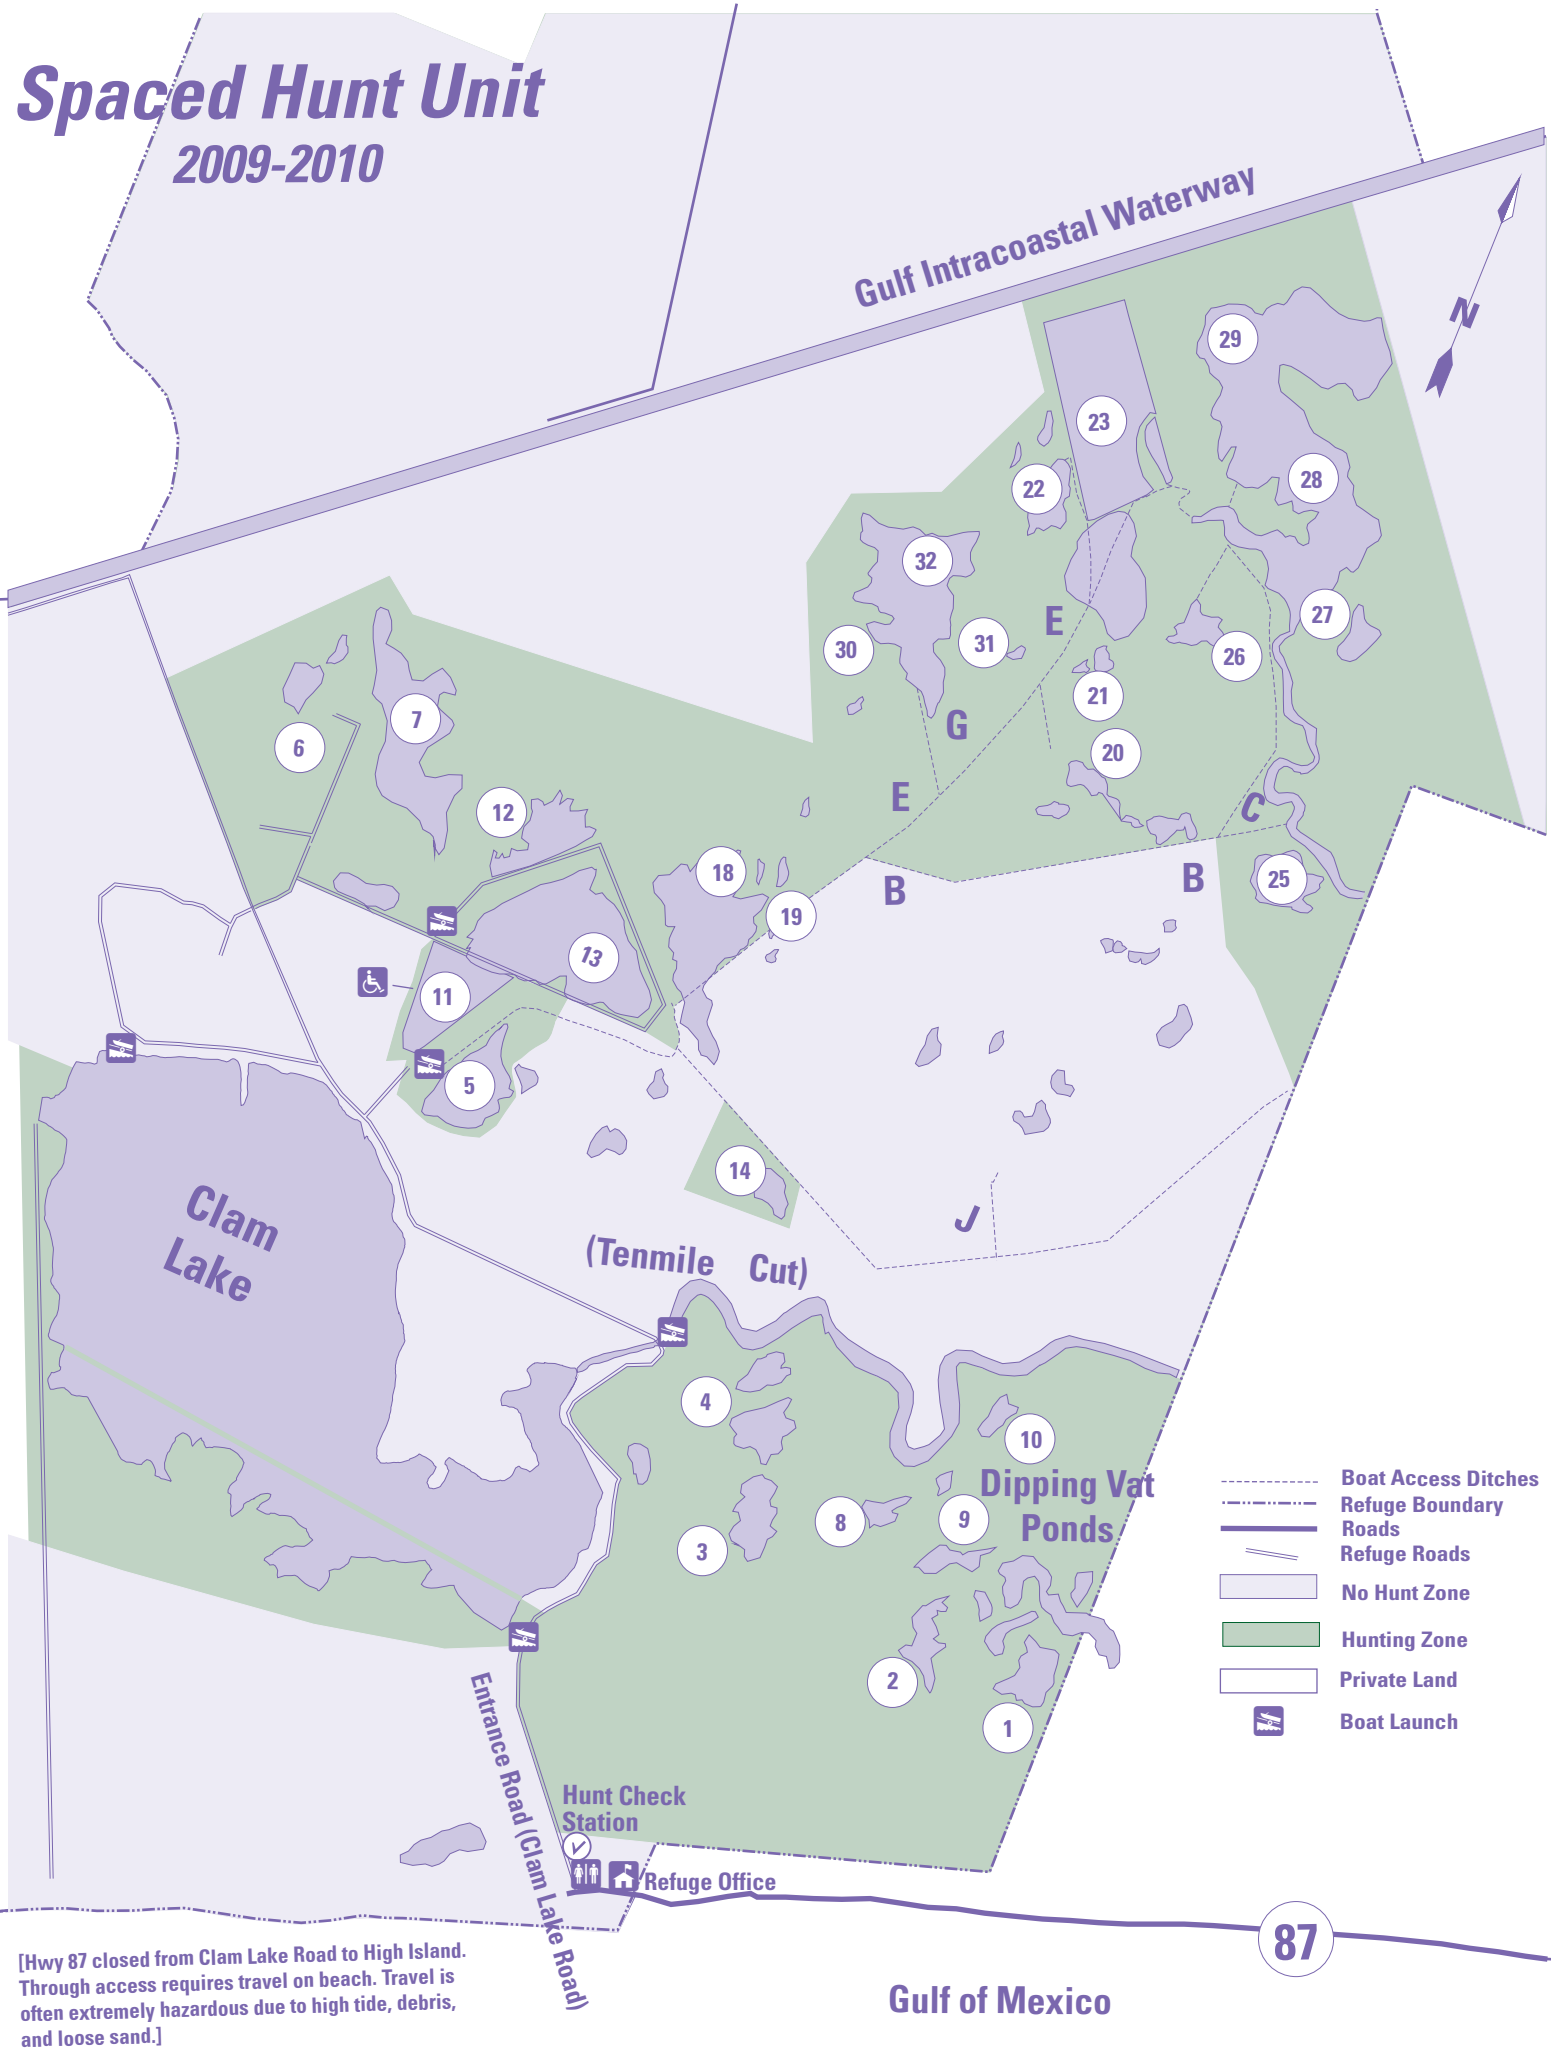 Spaced Hunt Unit
2009-2010
Gulf Intracoastal Waterway
N
29
23
28
22
32
27
E
31
30
26
21
7
G
6
20
E
C
12
18
B
B
25
19
13
11
5
14
Clam
Lake
J
(Tenmile Cut)
4
10
Dipping Vat
Ponds
9
8
3
2
1
Boat Access Ditches
Refuge Boundary
Roads
Refuge Roads
No Hunt Zone
Hunting Zone
Private Land
Boat Launch
Entrance Road (Clam Lake Road)
Hunt Check
Station
Refuge Office
87
Gulf of Mexico
[Hwy 87 closed from Clam Lake Road to High Island.
Through access requires travel on beach. Travel is
often extremely hazardous due to high tide, debris,
and loose sand.]